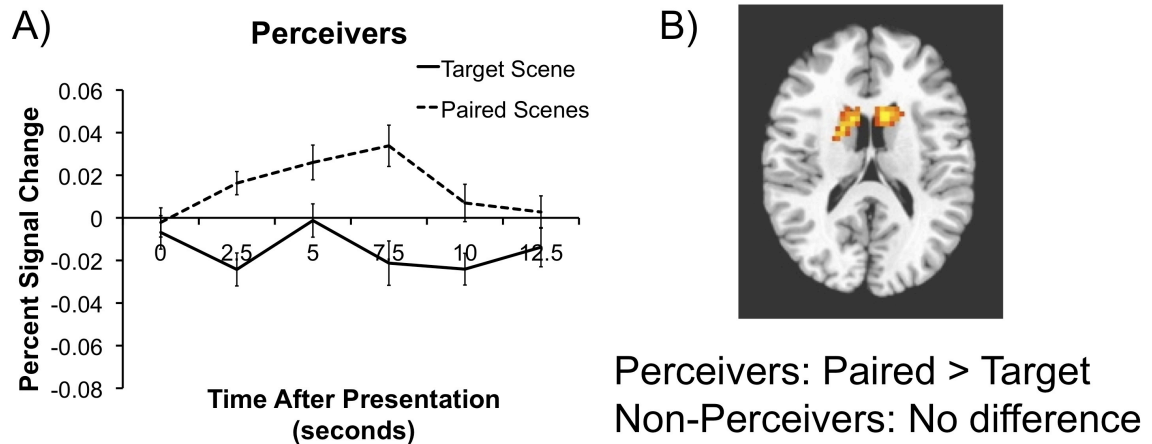 A)
Perceivers
Target Scene
Paired Scenes
Percent Signal Change
0.06
0.04
0.02
0
-0.02
-0.04
-0.06
-0.08
0 2.5 5 7.5 10 12.5
Time After Presentation
(seconds)
B)
Perceivers: Paired > Target
Non-Perceivers: No difference